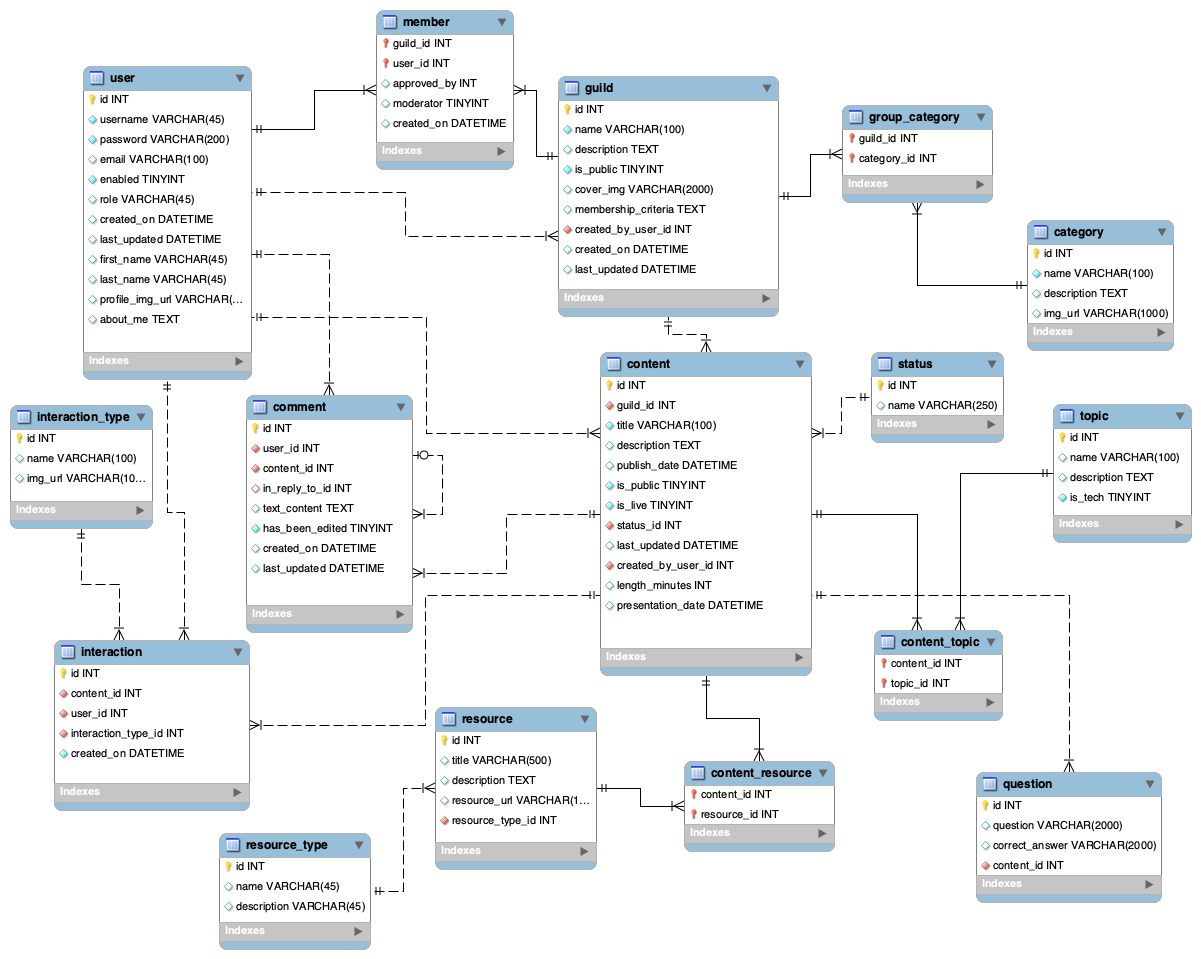 member
guild_id INT
user_id INT
approved_by INT
moderator TINYINT
created_on DATETIME
Indexes
user
id INT
username VARCHAR(45)
password VARCHAR(200)
email VARCHAR(100)
enabled TINYINT
role VARCHAR(45)
created_on DATETIME
last_updated DATETIME
first_name VARCHAR(45)
last_name VARCHAR(45)
profile_img_url VARCHAR(...
about_me TEXT
Indexes
guild
id INT
name VARCHAR(100)
description TEXT
is_public TINYINT
cover_img VARCHAR(2000)
membership_criteria TEXT
created_by_user_id INT
created_on DATETIME
last_updated DATETIME
Indexes
group_category
guild_id INT
category_id INT
Indexes
category
id INT
name VARCHAR(100)
description TEXT
img_url VARCHAR(1000)
Indexes
content
id INT
guild_id INT
title VARCHAR(100)
description TEXT
publish_date DATETIME
is_public TINYINT
is_live TINYINT
status_id INT
last_updated DATETIME
created_by_user_id INT
length_minutes INT
presentation_date DATETIME
Indexes
status
id INT
name VARCHAR(250)
Indexes
topic
id INT
name VARCHAR(100)
description TEXT
is_tech TINYINT
Indexes
interaction_type
id INT
name VARCHAR(100)
img_url VARCHAR(10...
Indexes
comment
id INT
user_id INT
content_id INT
in_reply_to_id INT
text_content TEXT
has_been_edited TINYINT
created_on DATETIME
last_updated DATETIME
Indexes
interaction
id INT
content_id INT
user_id INT
interaction_type_id INT
created_on DATETIME
Indexes
content_topic
content_id INT
topic_id INT
Indexes
resource
id INT
title VARCHAR(500)
description TEXT
resource_url VARCHAR(1...
resource_type_id INT
Indexes
content_resource
content_id INT
resource_id INT
Indexes
question
id INT
question VARCHAR(2000)
correct_answer VARCHAR(2000)
content_id INT
Indexes
resource_type
id INT
name VARCHAR(45)
description VARCHAR(45)
Indexes